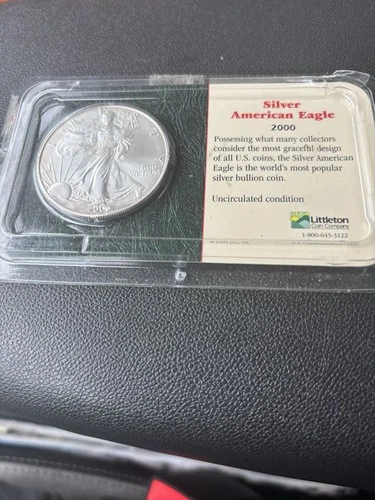 Silver
American Eagle
2000
Possessing what many collectors
consider the most graceful design
of all U.S. coins, the Silver American
Eagle is the world's most popular
silver bullion coin.
Uncirculated condition
Littleton
Coin Company
1-800-645-3122